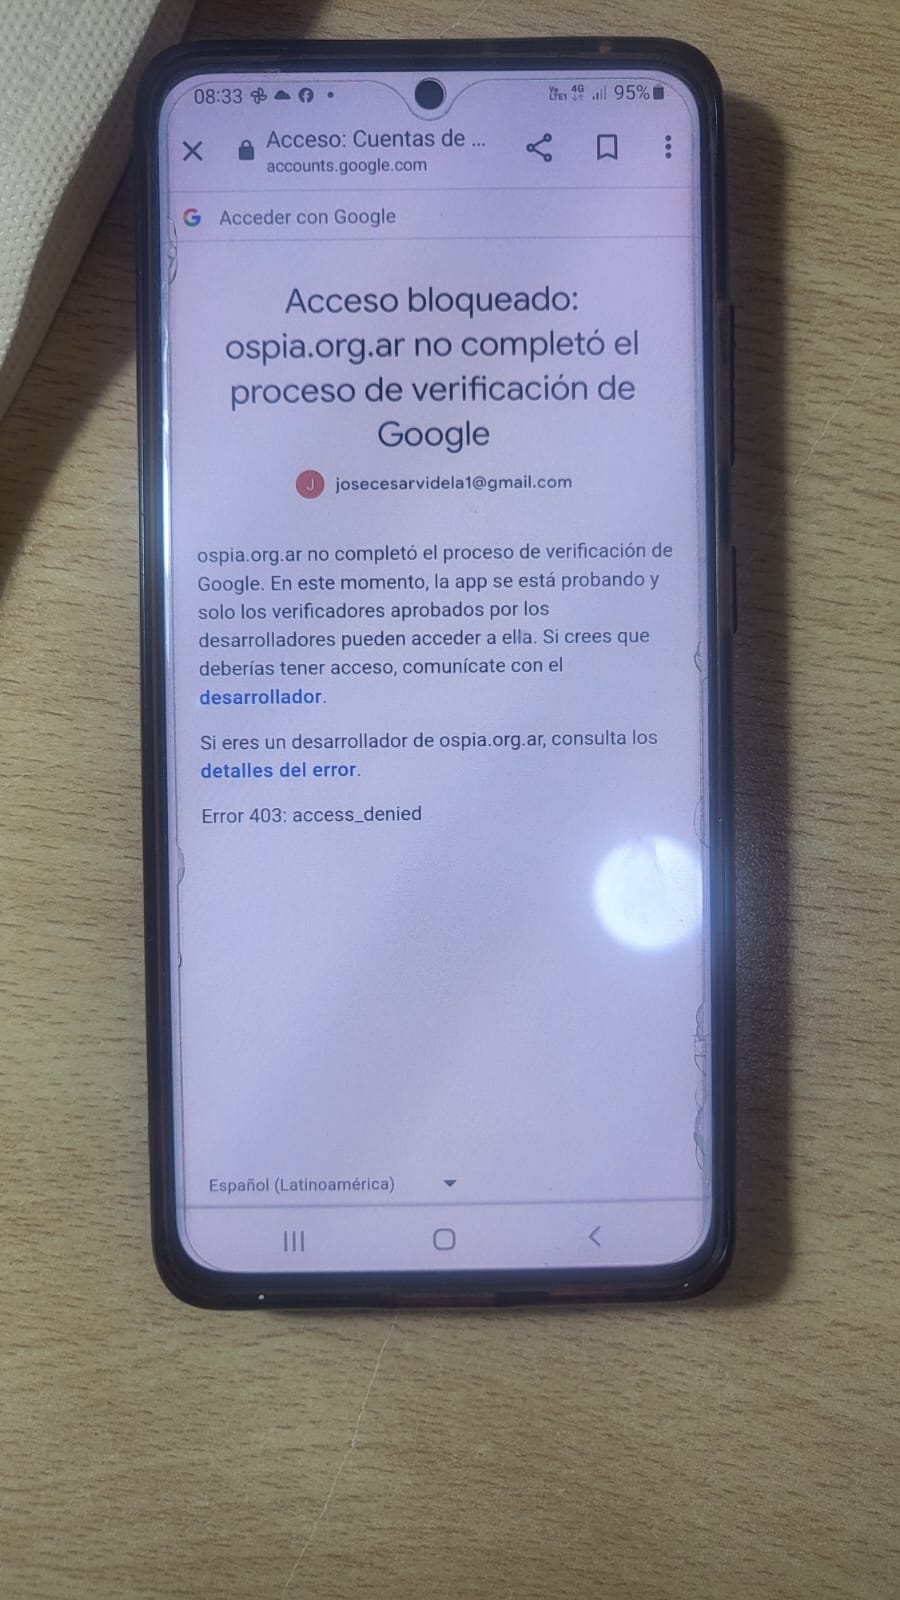 08:33
Vo LTE1 4G 95%
Acceso: Cuentas de ...
accounts.google.com
G Acceder con Google
Acceso bloqueado:
ospia.org.ar no completó el
proceso de verificación de
Google
J josecesarvidela1@gmail.com
ospia.org.ar no completó el proceso de verificación de
Google. En este momento, la app se está probando y
solo los verificadores aprobados por los
desarrolladores pueden acceder a ella. Si crees que
deberías tener acceso, comunícate con el
desarrollador.
Si eres un desarrollador de ospia.org.ar, consulta los
detalles del error.
Error 403: access_denied
Español (Latinoamérica)